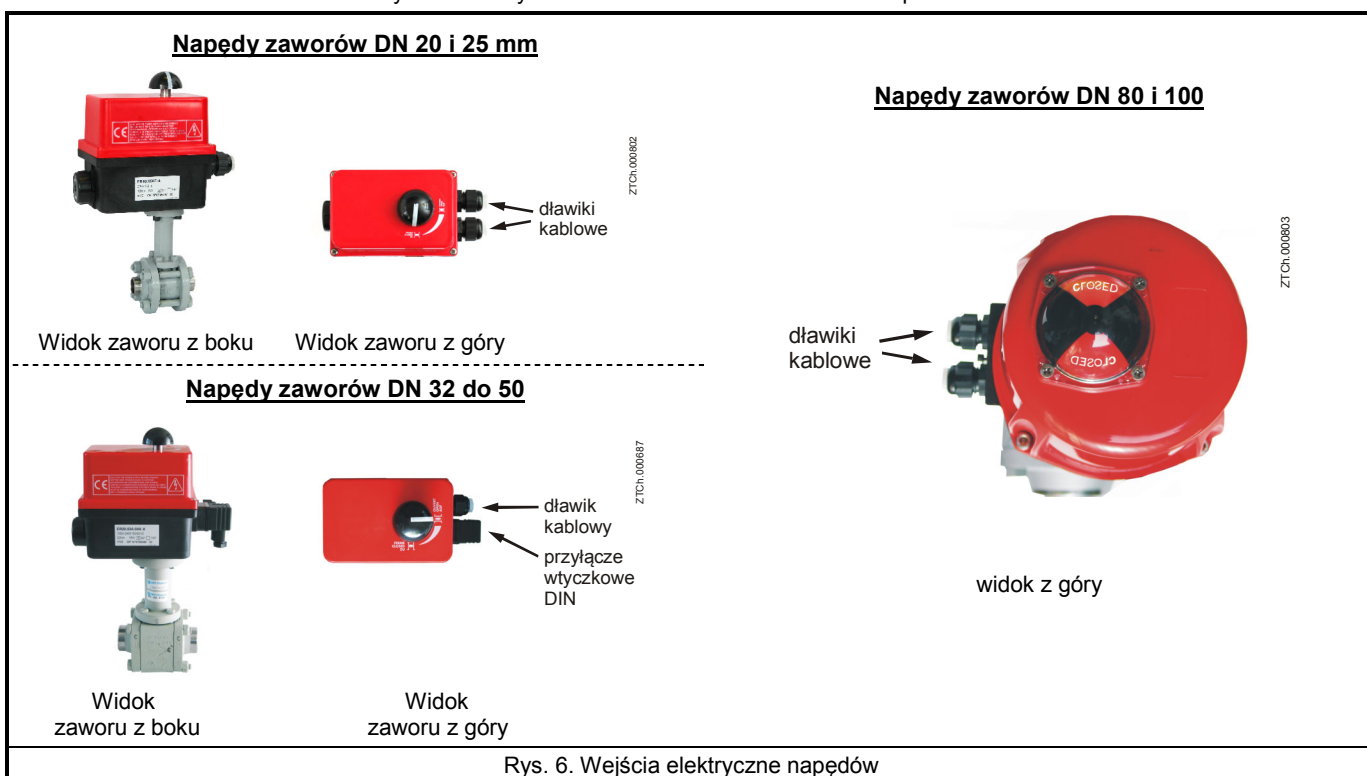 Napędy zaworów DN 20 i 25 mm
ZTCh.000802
dławiki
kablowe
Widok zaworu z boku
Widok zaworu z góry
Napędy zaworów DN 32 do 50
ZTCh.000687
dławik
kablowy
przyłącze
wtyczkowe
DIN
Widok
zaworu z boku
Widok
zaworu z góry
Napędy zaworów DN 80 i 100
ZTCh.000803
dławiki
kablowe
CLOSED
CLOSED
widok z góry
Rys. 6. Wejścia elektryczne napędów